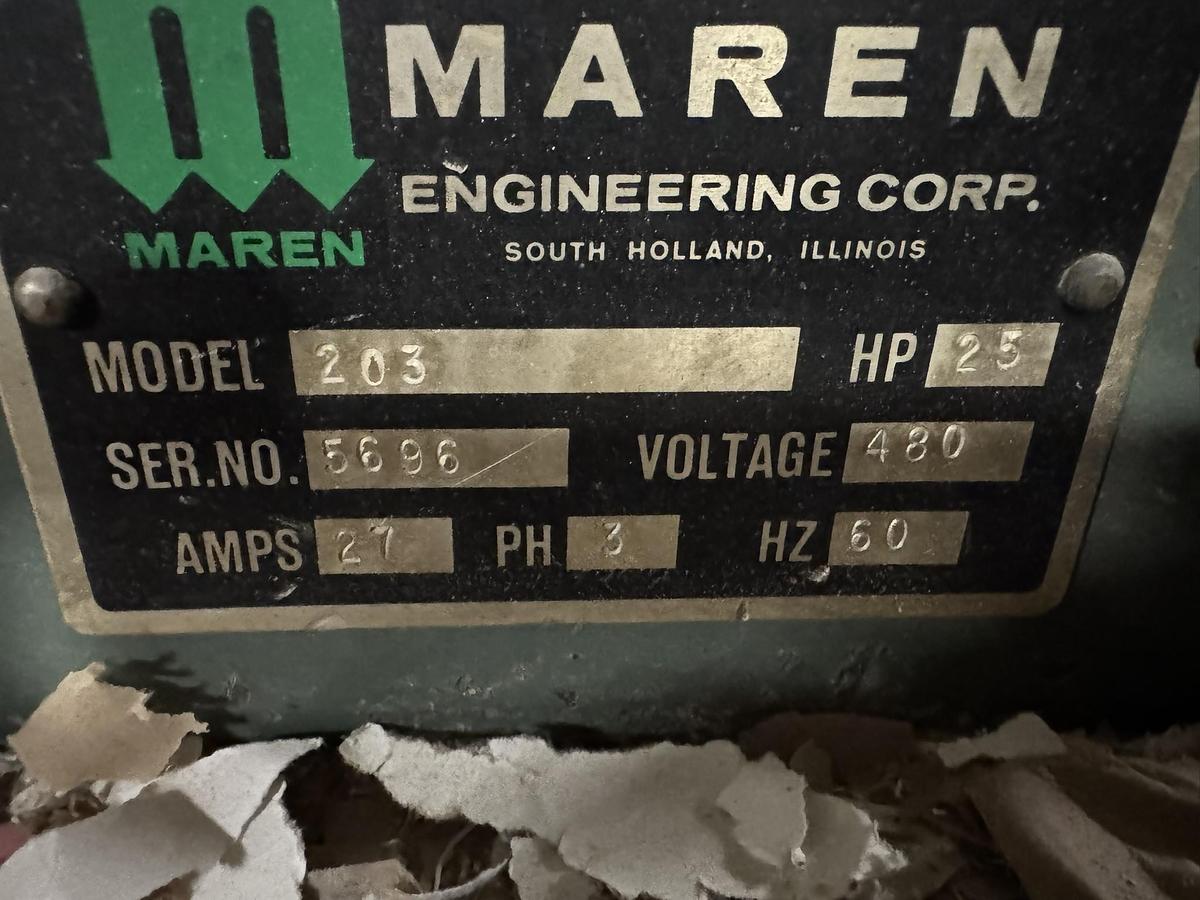 MAREN
ENGINEERING CORP.
MAREN
SOUTH HOLLAND, ILLINOIS
MODEL 203 HP 25
SER.NO. 5696 VOLTAGE 480
AMPS 27 PH 3 HZ 60